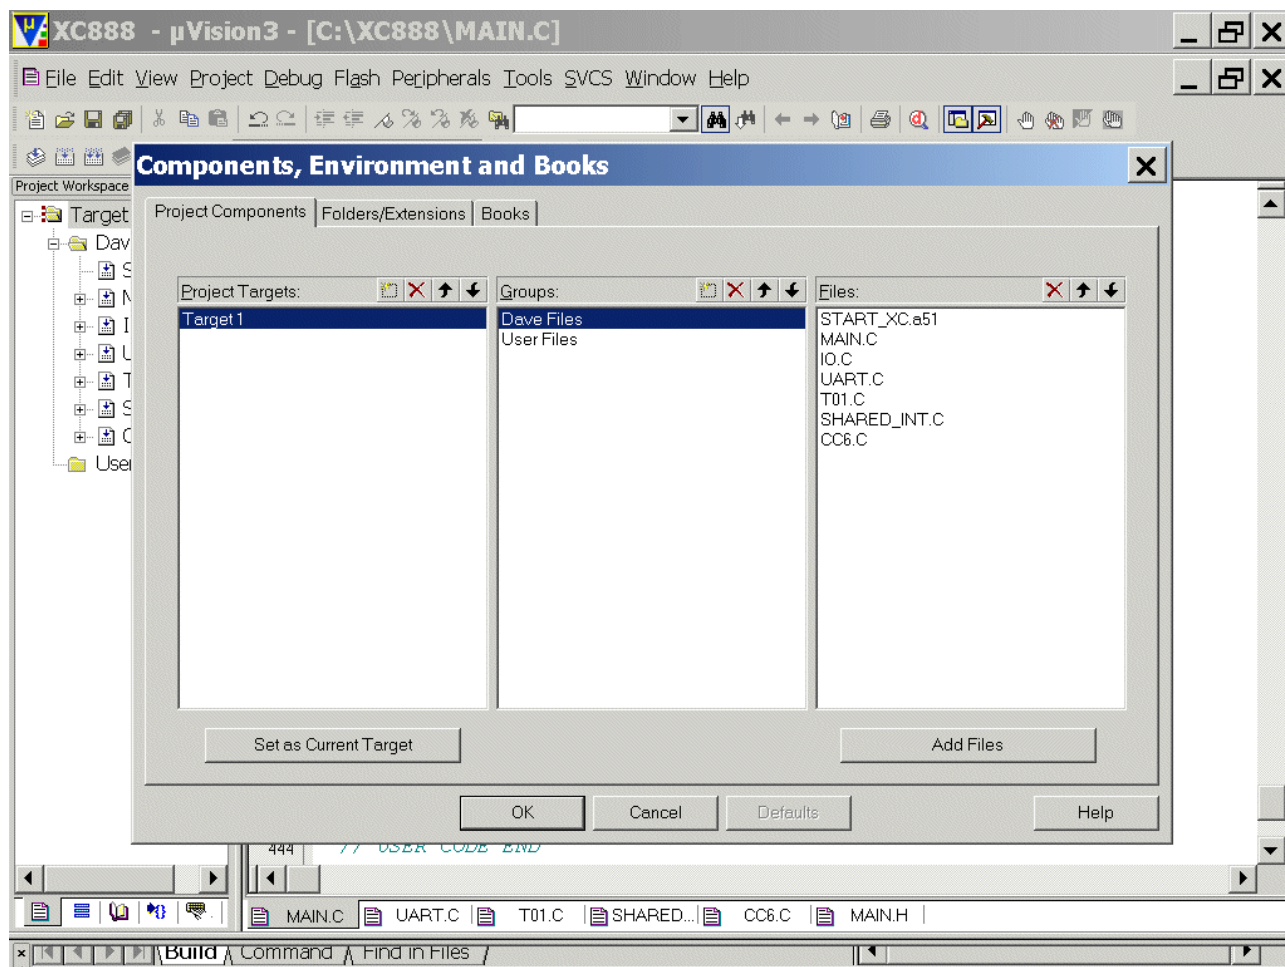 XC888 - µVision3 - [C:\XC888\MAIN.C]
File Edit View Project Debug Flash Peripherals Tools SVCS Window Help
Components, Environment and Books
Project Workspace
Project Components Folders/Extensions Books
Target
Dav
S
N
I
U
T
S
C
User
Project Targets: Groups: Files:
Target 1 Dave Files START_XC.a51
User Files MAIN.C
IO.C
UART.C
T01.C
SHARED_INT.C
CC6.C
Set as Current Target Add Files
OK Cancel Defaults Help
444 // USER CODE END
MAIN.C UART.C T01.C SHARED... CC6.C MAIN.H
Build Command Find in Files